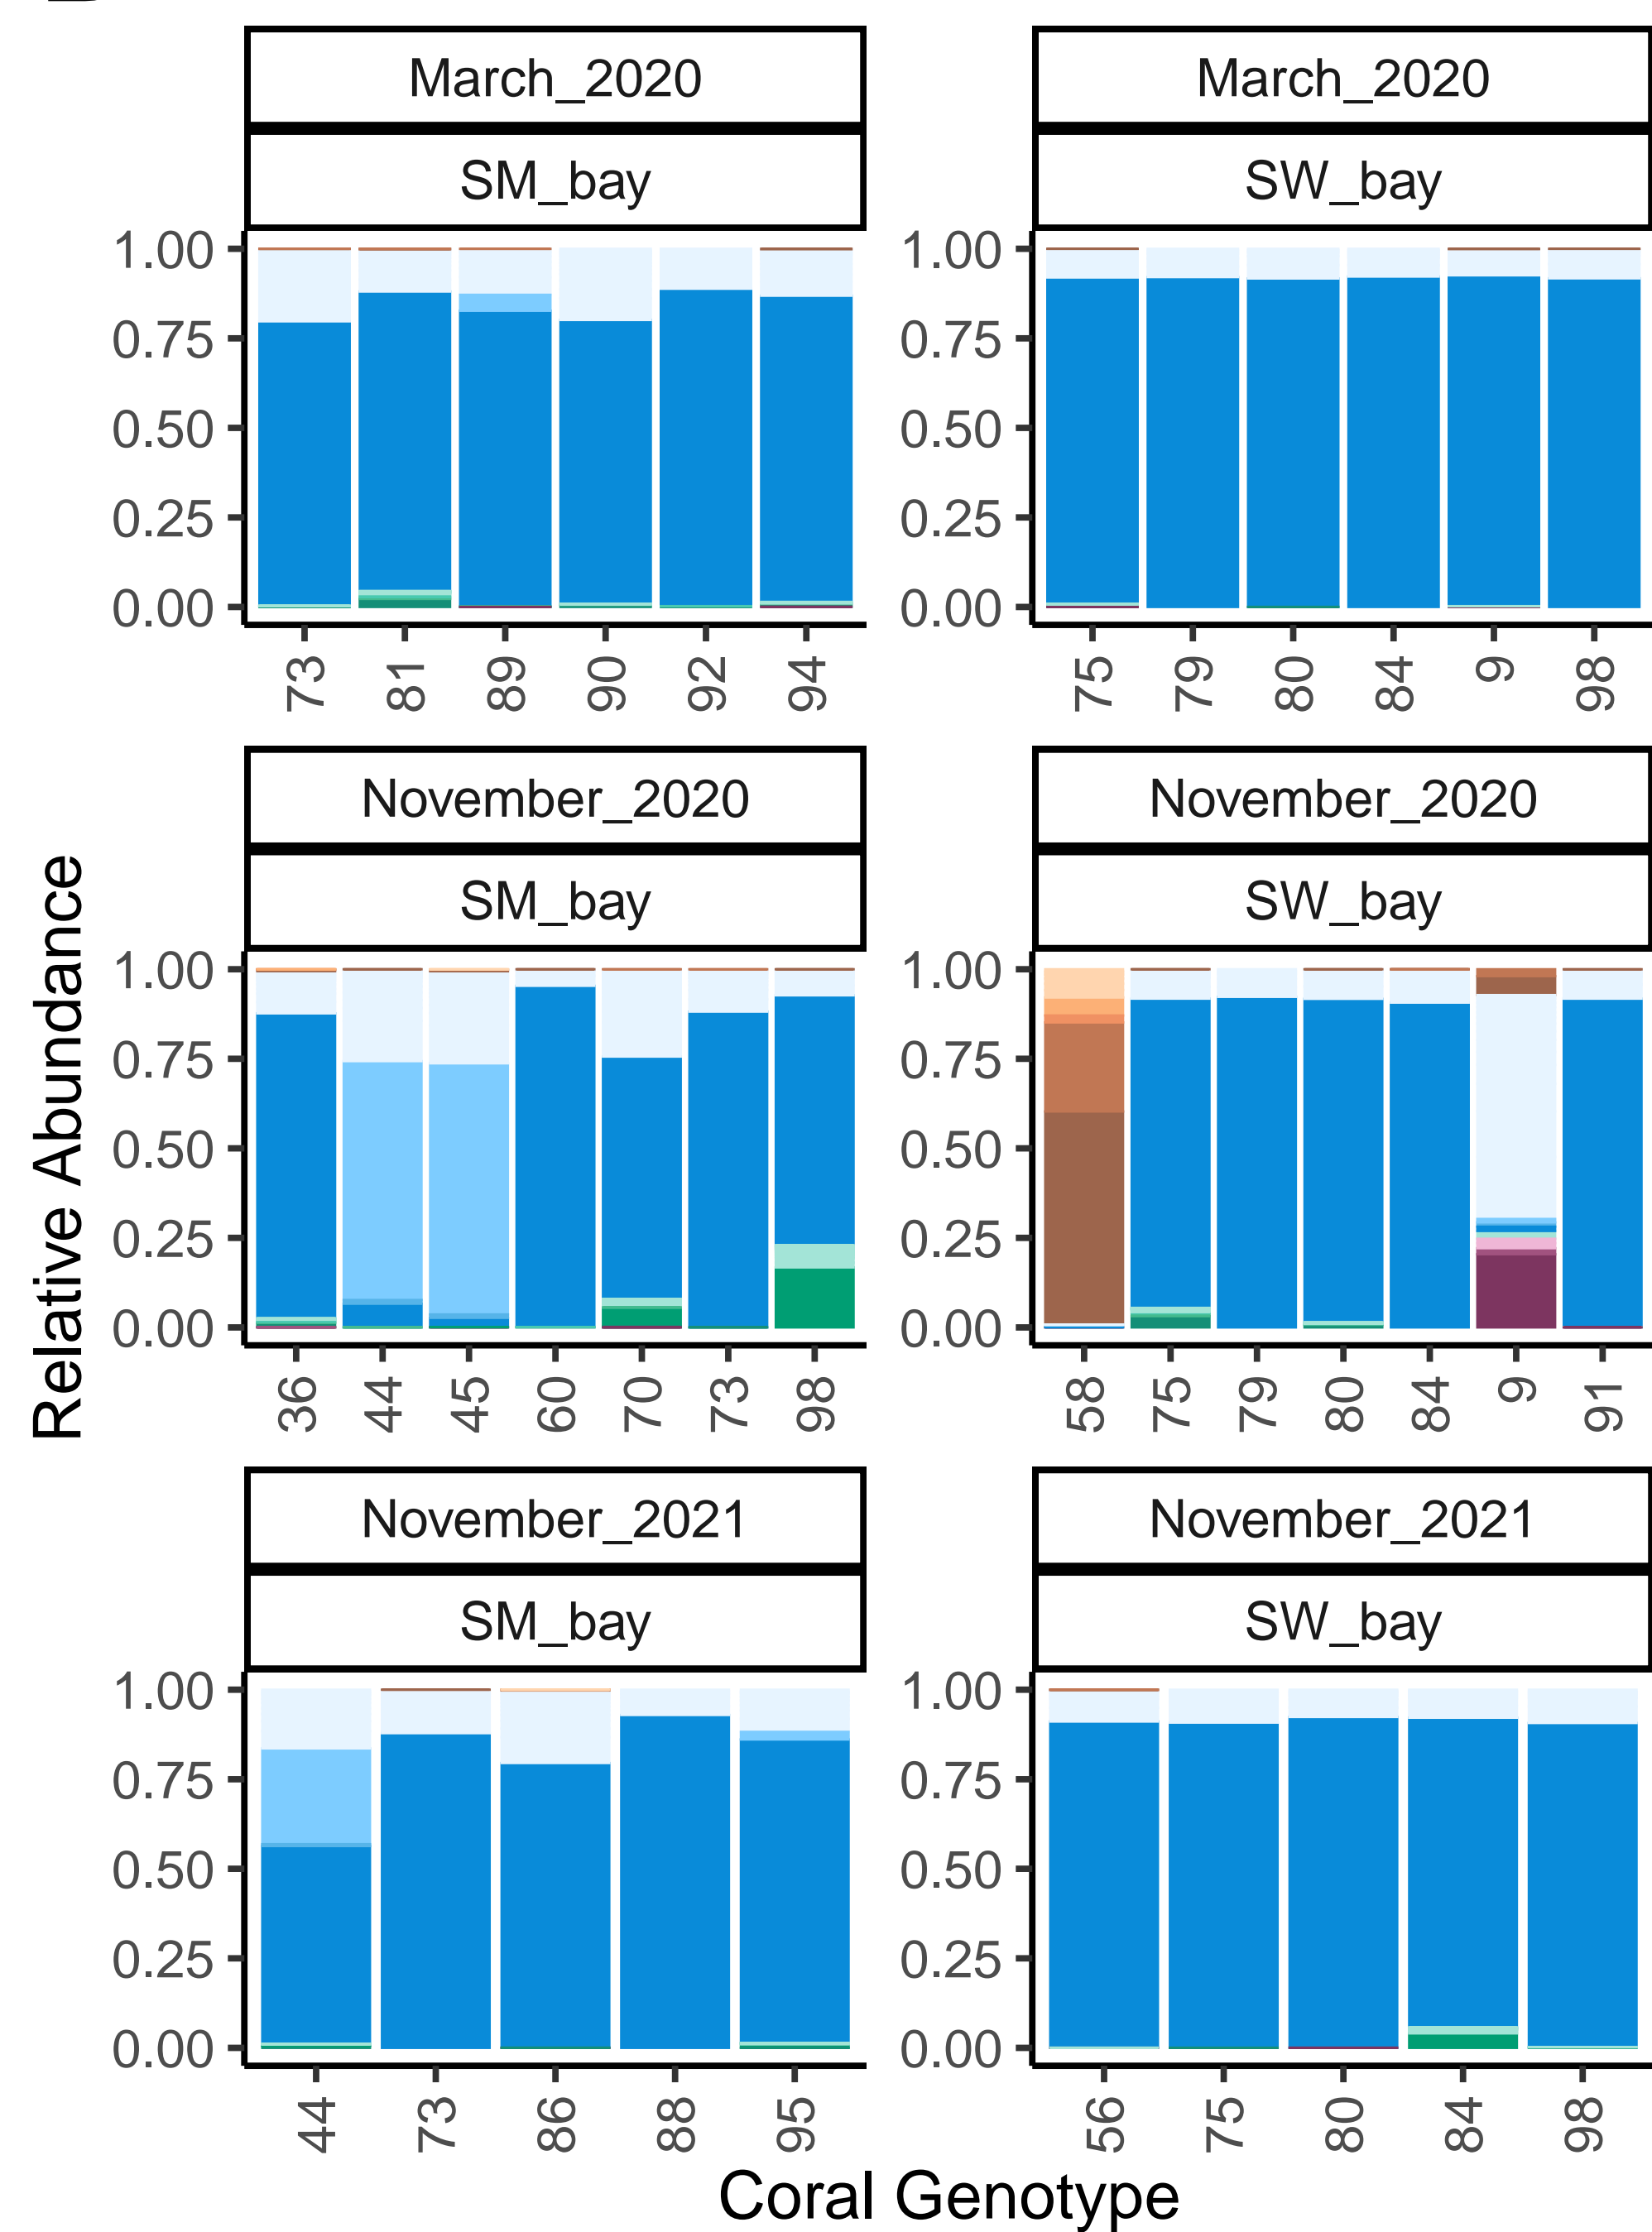 March_2020 March_2020
SM_bay SW_bay
1.00 1.00
0.75 0.75
0.50 0.50
0.25 0.25
0.00 0.00
73 81 89 90 92 94 75 79 80 84 9 98
November_2020 November_2020
SM_bay SW_bay
Relative Abundance
1.00 1.00
0.75 0.75
0.50 0.50
0.25 0.25
0.00 0.00
36 44 45 60 70 73 98 58 75 79 80 84 9 91
November_2021 November_2021
SM_bay SW_bay
1.00 1.00
0.75 0.75
0.50 0.50
0.25 0.25
0.00 0.00
44 73 86 88 95 56 75 80 84 98
Coral Genotype